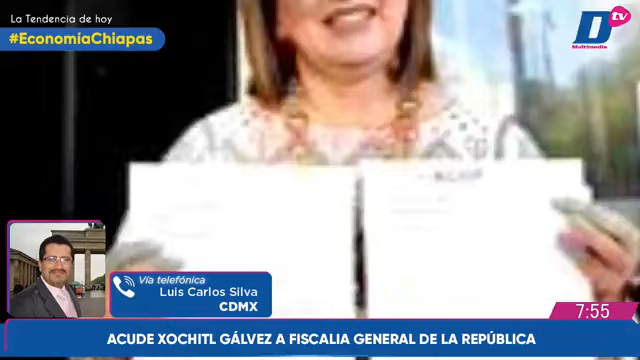 La Tendencia de hoy
#EconomíaChiapas
D tv
Multimedia
Vía telefónica
Luis Carlos Silva
CDMX
7:55
ACUDE XOCHITL GÁLVEZ A FISCALIA GENERAL DE LA REPÚBLICA